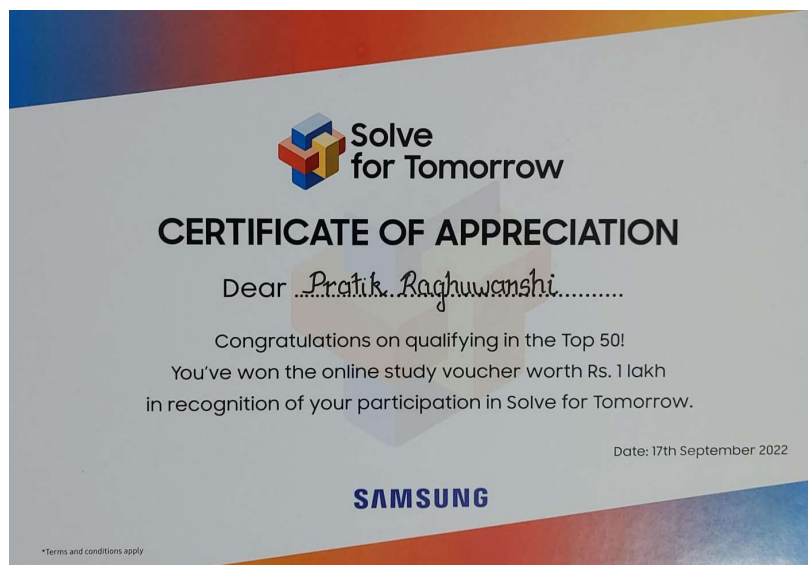 Solve
for Tomorrow
CERTIFICATE OF APPRECIATION
Dear ..Pratik Raghuwanshi..........
Congratulations on qualifying in the Top 50!
You've won the online study voucher worth Rs. 1 lakh
in recognition of your participation in Solve for Tomorrow.
Date: 17th September 2022
SAMSUNG
*Terms and conditions apply